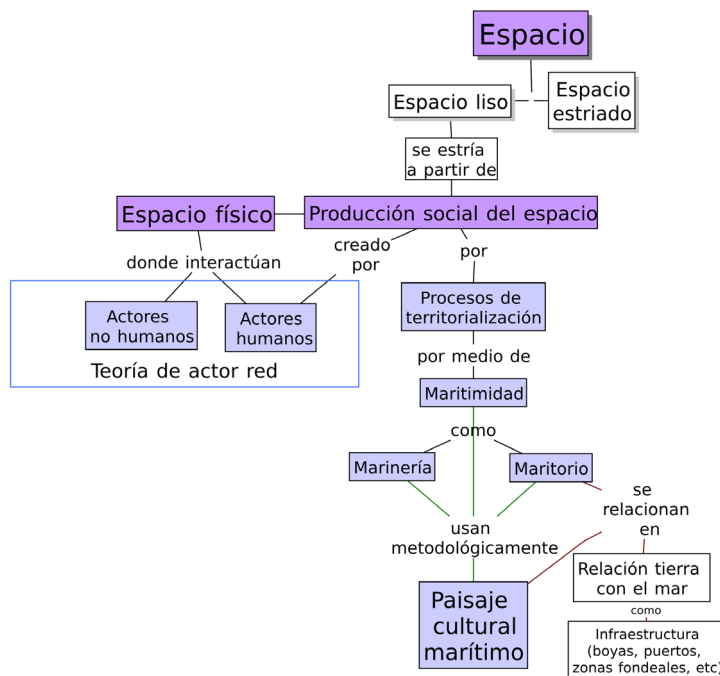 Espacio
Espacio liso
Espacio
estriado
se estría
a partir de
Espacio físico
Producción social del espacio
donde interactúan
creado
por
por
Actores
no humanos
Actores
humanos
Teoría de actor red
Procesos de
territorialización
por medio de
Maritimidad
como
Marinería
Maritorio
se
relacionan
en
usan
metodológicamente
Relación tierra
con el mar
como
Paisaje
cultural
marítimo
Infraestructura
(boyas, puertos,
zonas fondeales, etc)